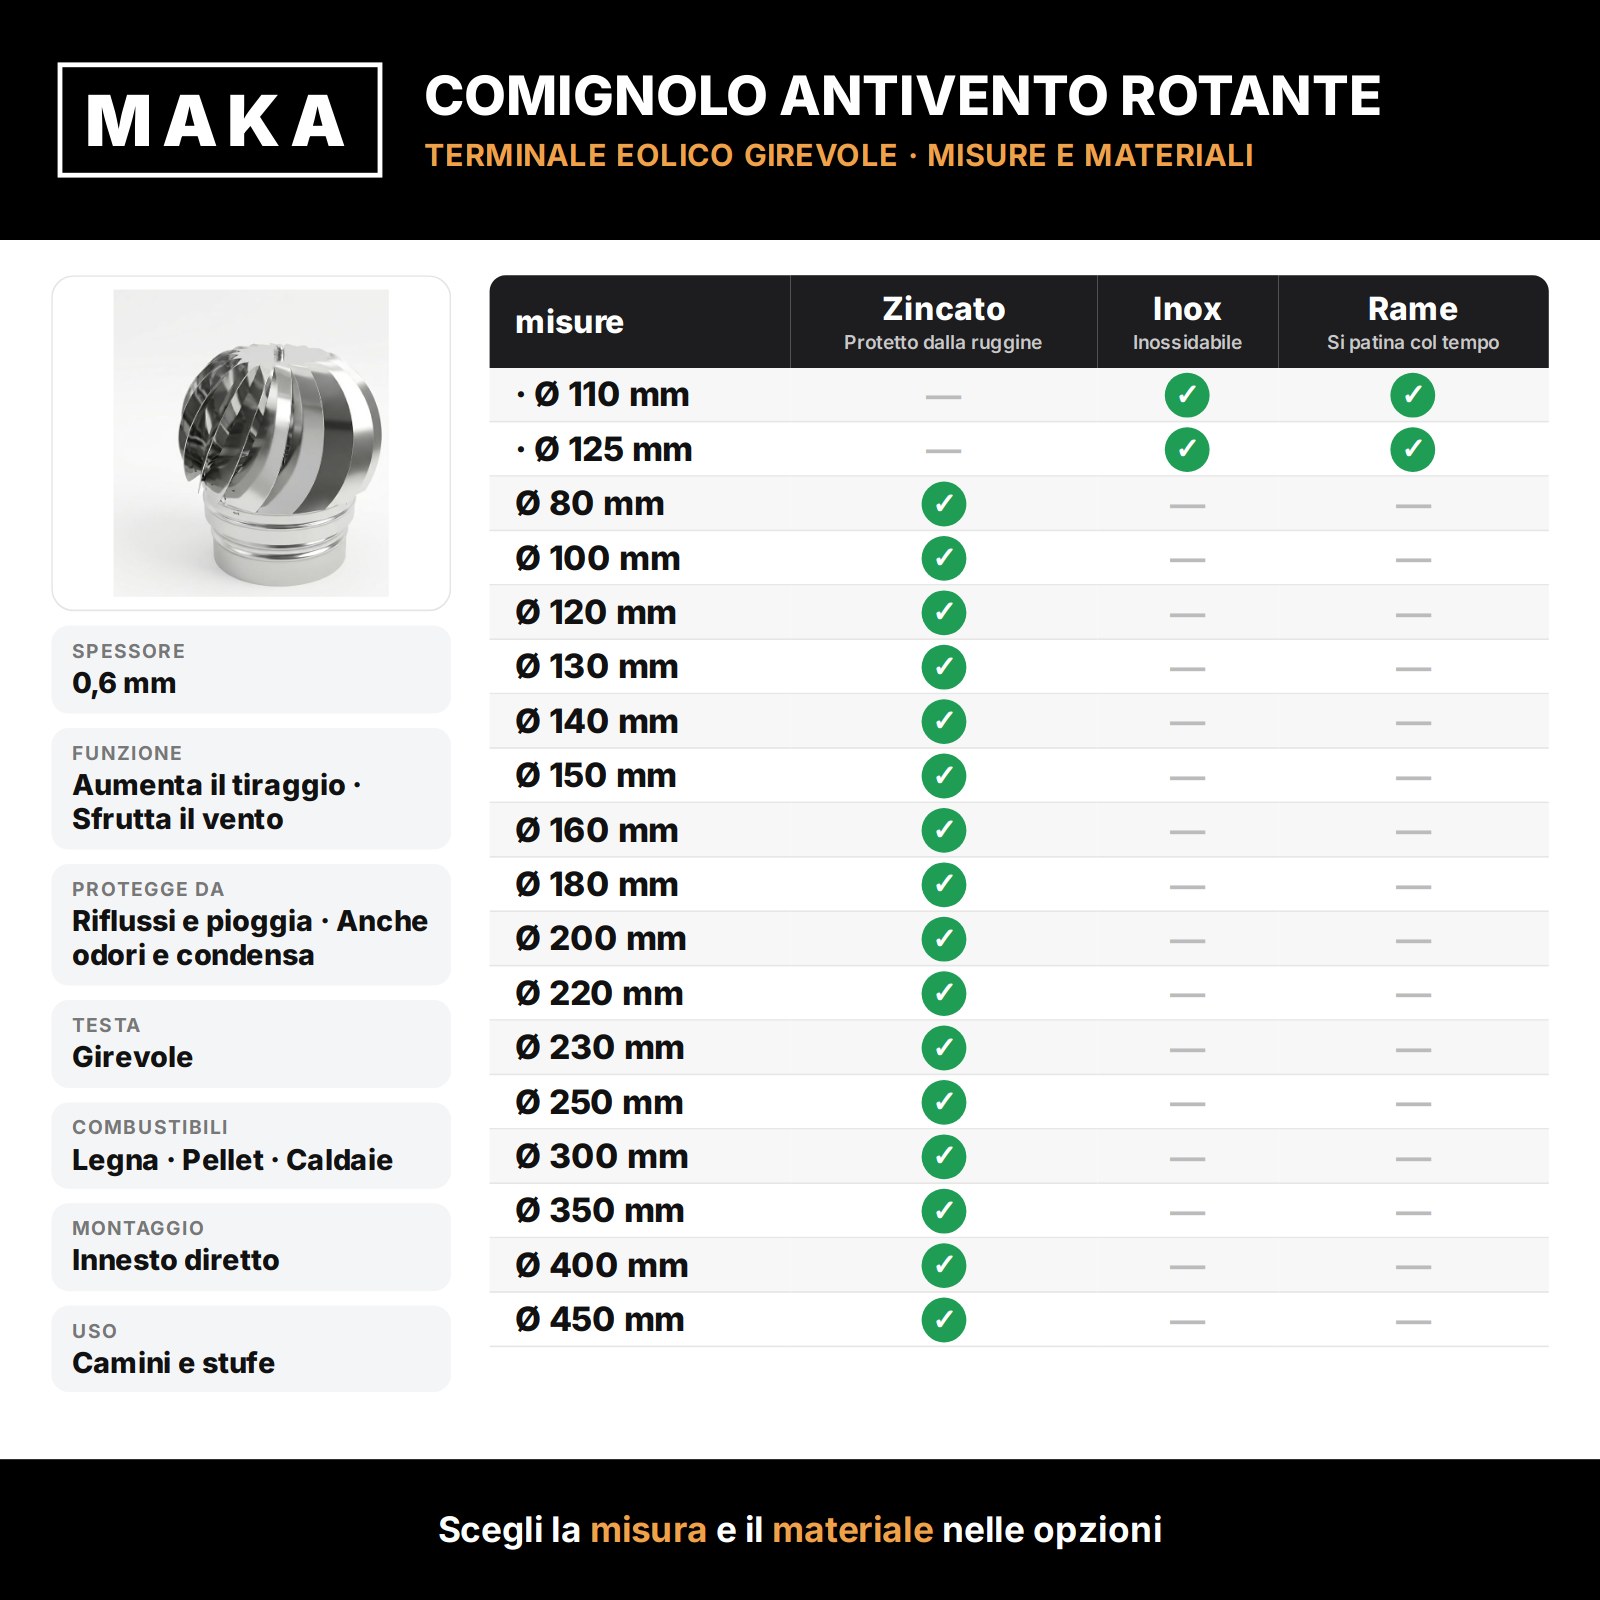 MAKA
COMIGNOLO ANTIVENTO ROTANTE
TERMINALE EOLICO GIREVOLE · MISURE E MATERIALI
SPESSORE
0,6 mm
FUNZIONE
Aumenta il tiraggio ·
Sfrutta il vento
PROTEGGE DA
Riflussi e pioggia · Anche
odori e condensa
TESTA
Girevole
COMBUSTIBILI
Legna · Pellet · Caldaie
MONTAGGIO
Innesto diretto
USO
Camini e stufe
misure Zincato Inox Rame
Protetto dalla ruggine Inossidabile Si patina col tempo
· Ø 110 mm — ✓ ✓
· Ø 125 mm — ✓ ✓
Ø 80 mm ✓ — —
Ø 100 mm ✓ — —
Ø 120 mm ✓ — —
Ø 130 mm ✓ — —
Ø 140 mm ✓ — —
Ø 150 mm ✓ — —
Ø 160 mm ✓ — —
Ø 180 mm ✓ — —
Ø 200 mm ✓ — —
Ø 220 mm ✓ — —
Ø 230 mm ✓ — —
Ø 250 mm ✓ — —
Ø 300 mm ✓ — —
Ø 350 mm ✓ — —
Ø 400 mm ✓ — —
Ø 450 mm ✓ — —
Scegli la misura e il materiale nelle opzioni